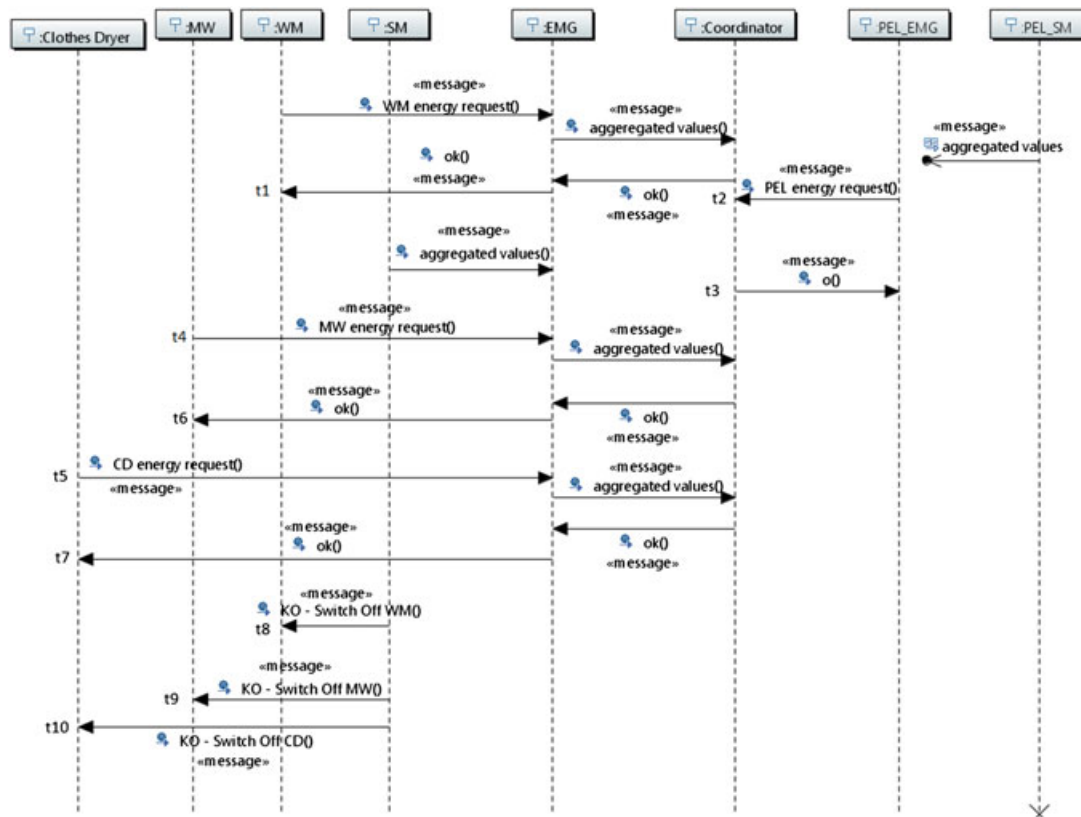 :Clothes Dryer
:MW
:WM
:SM
:EMG
:Coordinator
:PEL_EMG
:PEL_SM
«message»
WM energy request()
«message»
aggeregated values()
«message»
aggregated values
ok()
«message»
t1
ok()
«message»
«message»
PEL energy request()
t2
«message»
aggregated values()
«message»
o()
t3
«message»
MW energy request()
t4
«message»
aggregated values()
«message»
ok()
t6
ok()
«message»
t5
CD energy request()
«message»
«message»
aggregated values()
«message»
ok()
t7
ok()
«message»
«message»
KO - Switch Off WM()
t8
«message»
KO - Switch Off MW()
t9
t10
KO - Switch Off CD()
«message»